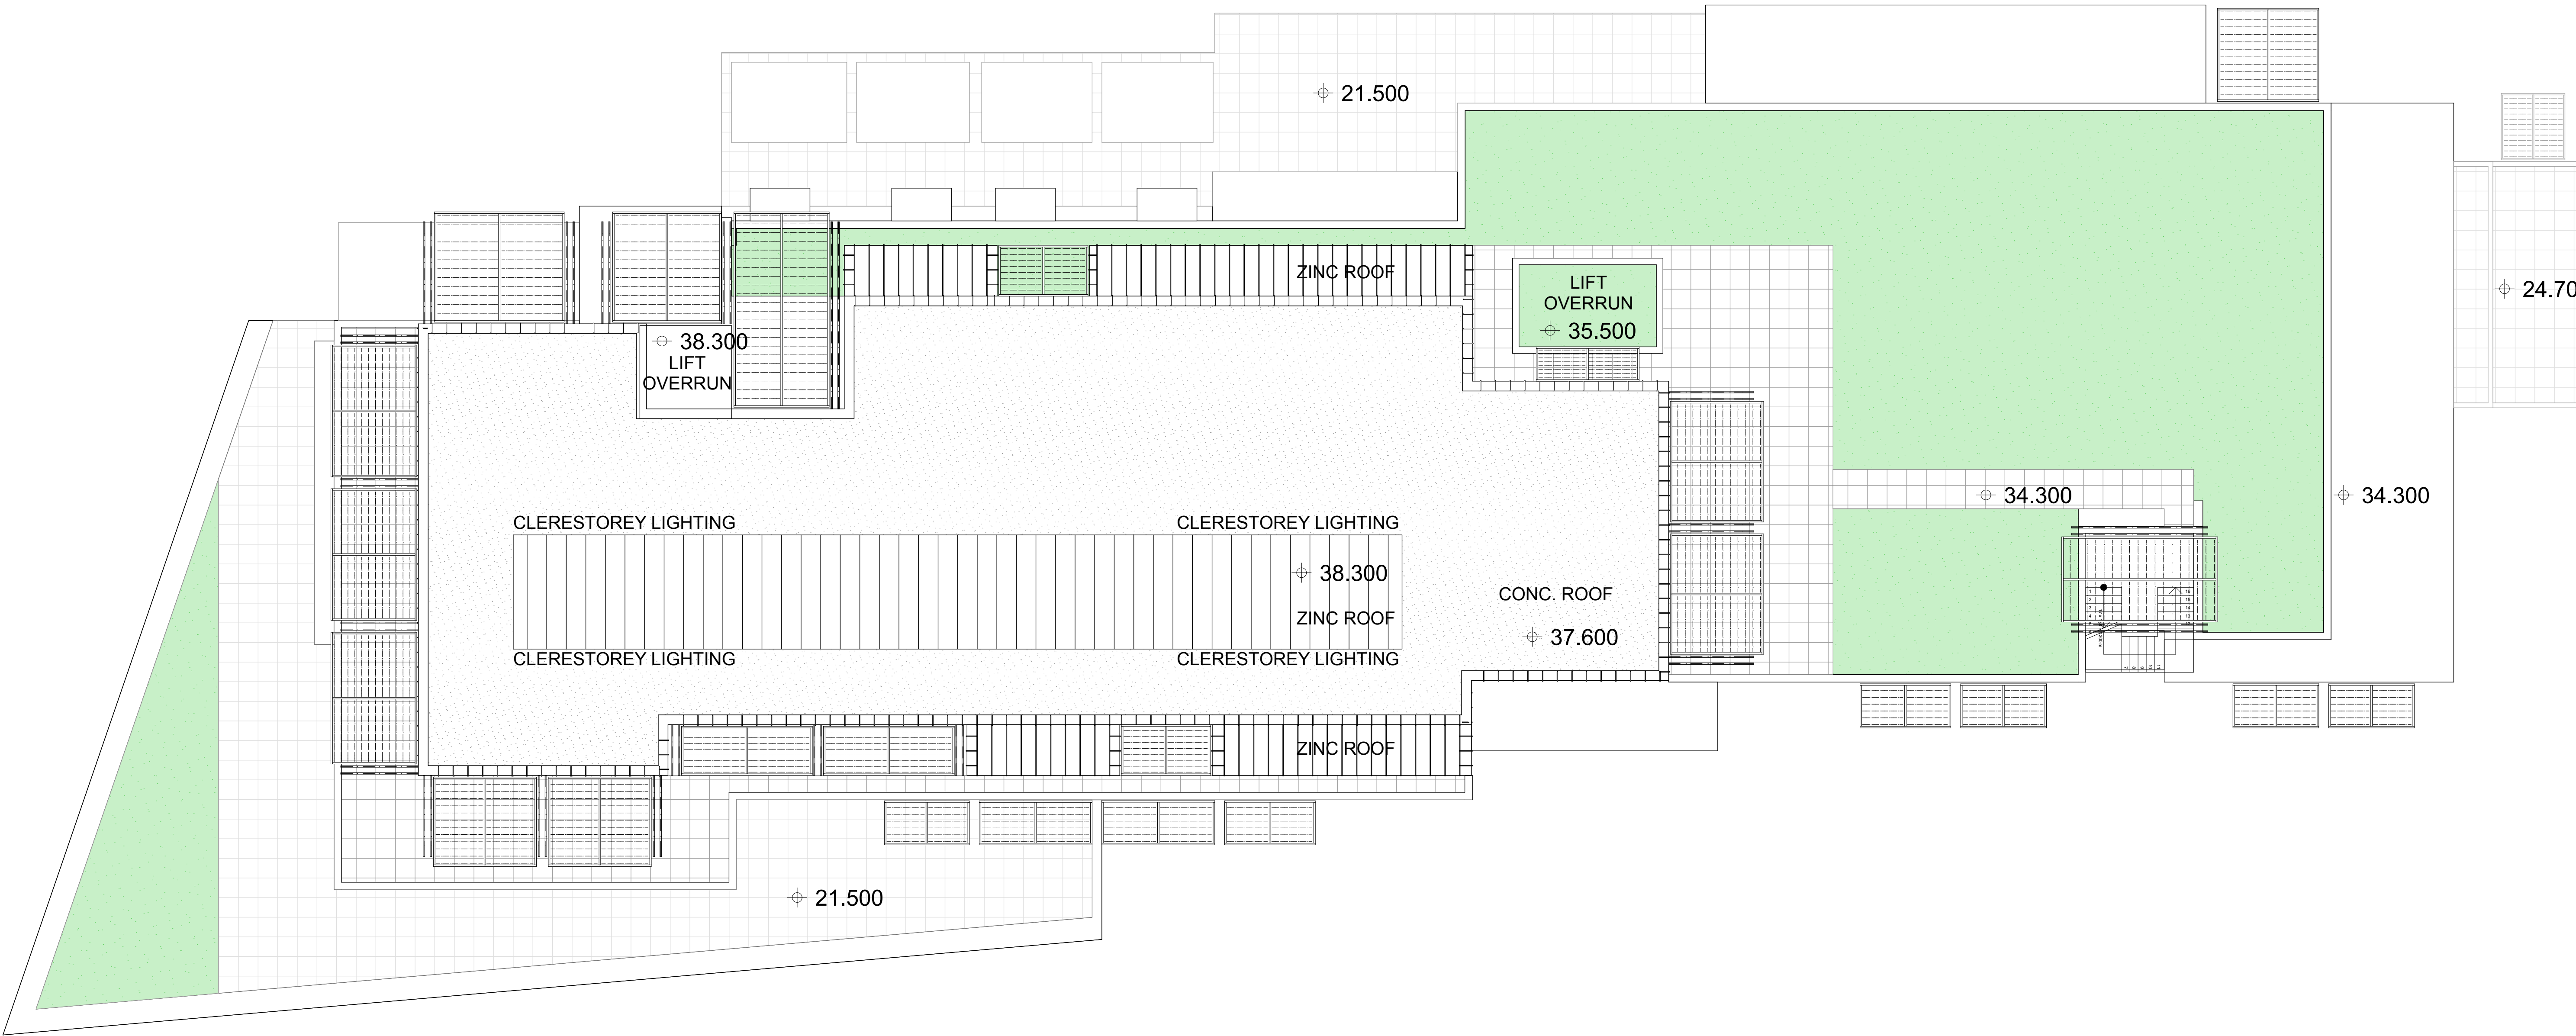 21.500
24.70
ZINC ROOF
LIFT
OVERRUN
35.500
38.300
LIFT
OVERRUN
34.300
34.300
CLERESTOREY LIGHTING
CLERESTOREY LIGHTING
38.300
ZINC ROOF
CONC. ROOF
37.600
CLERESTOREY LIGHTING
CLERESTOREY LIGHTING
ZINC ROOF
21.500